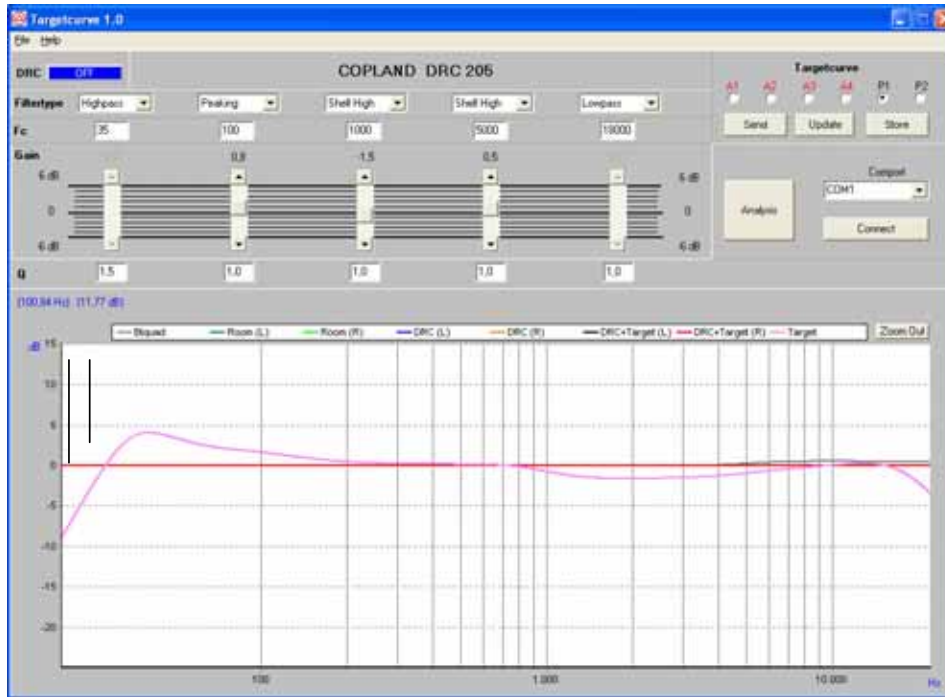 Targetcurve 1.0
File Help
DRC OFF
COPLAND DRC 205
Targetcurve
A1 A2 A3 A4 P1 P2
Filtertype Highpass Peaking Shelf High Shelf High Lowpass
Send Update Store
Fc 35 100 1000 5000 18000
Gain 0,8 -1,5 0,5
6 dB 6 dB
Comport
COM1
0 0
Analysis
Connect
6 dB 6 dB
Q 1,5 1,0 1,0 1,0 1,0
(100,84 Hz) (11,77 dB)
Biquad Room (L) Room (R) DRC (L) DRC (R) DRC+Target (L) DRC+Target (R) Target
Zoom Out
dB 15
10
5
0
-5
-10
-15
-20
100 1.000 10.000 Hz